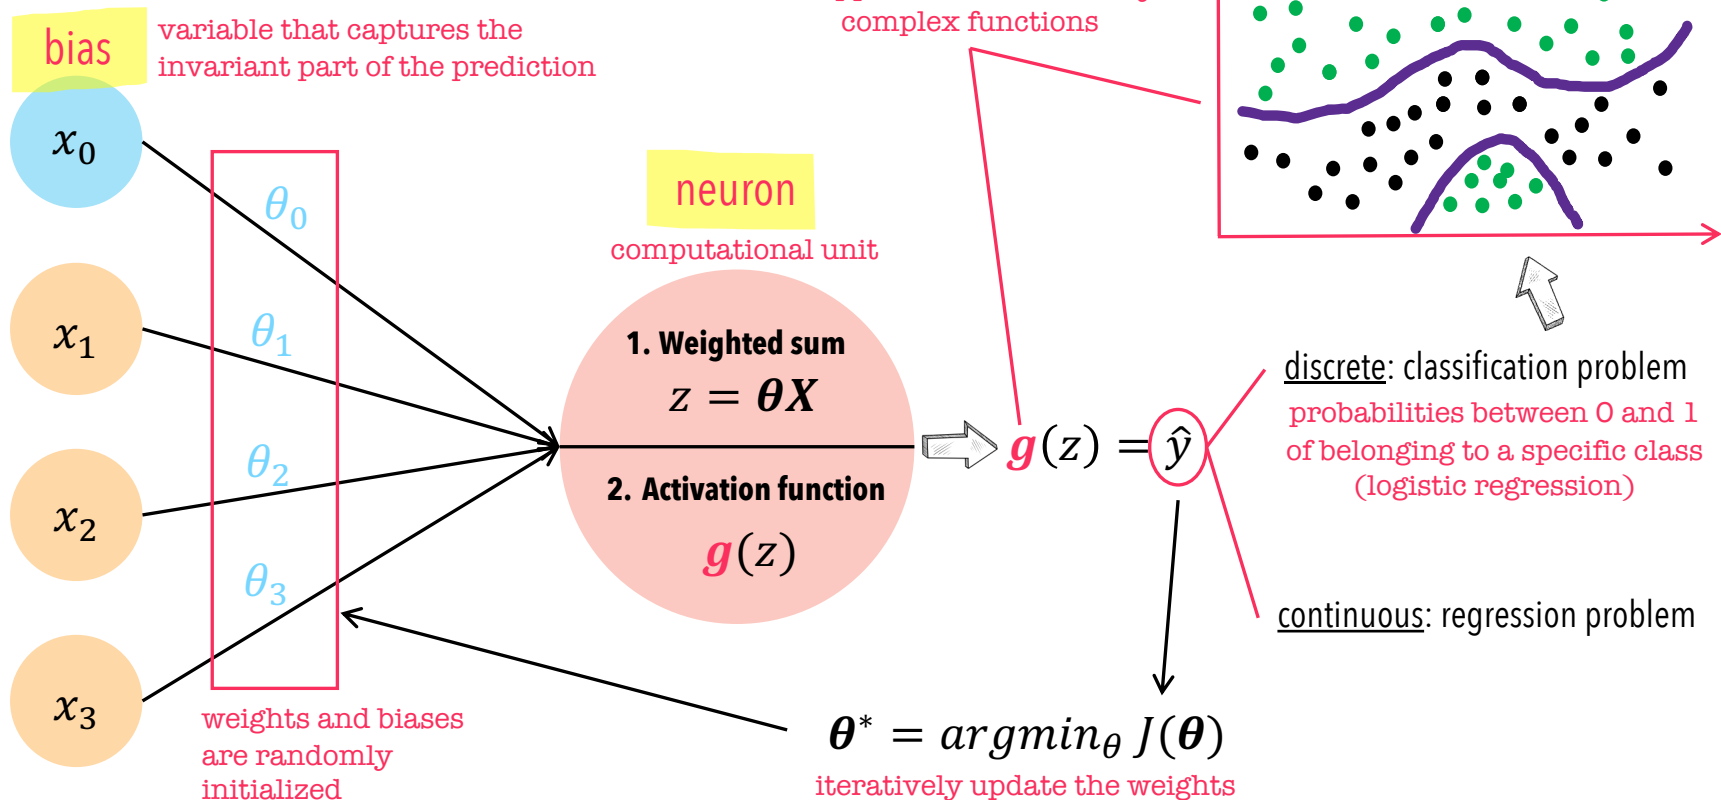 bias
variable that captures the
invariant part of the prediction
complex functions
x₀
x₁
x₂
x₃
θ₀
θ₁
θ₂
θ₃
weights and biases
are randomly
initialized
neuron
computational unit
1. Weighted sum
z = θX
2. Activation function
g(z)
g(z) = ŷ
discrete: classification problem
probabilities between 0 and 1
of belonging to a specific class
(logistic regression)
continuous: regression problem
θ* = argmin_θ J(θ)
iteratively update the weights